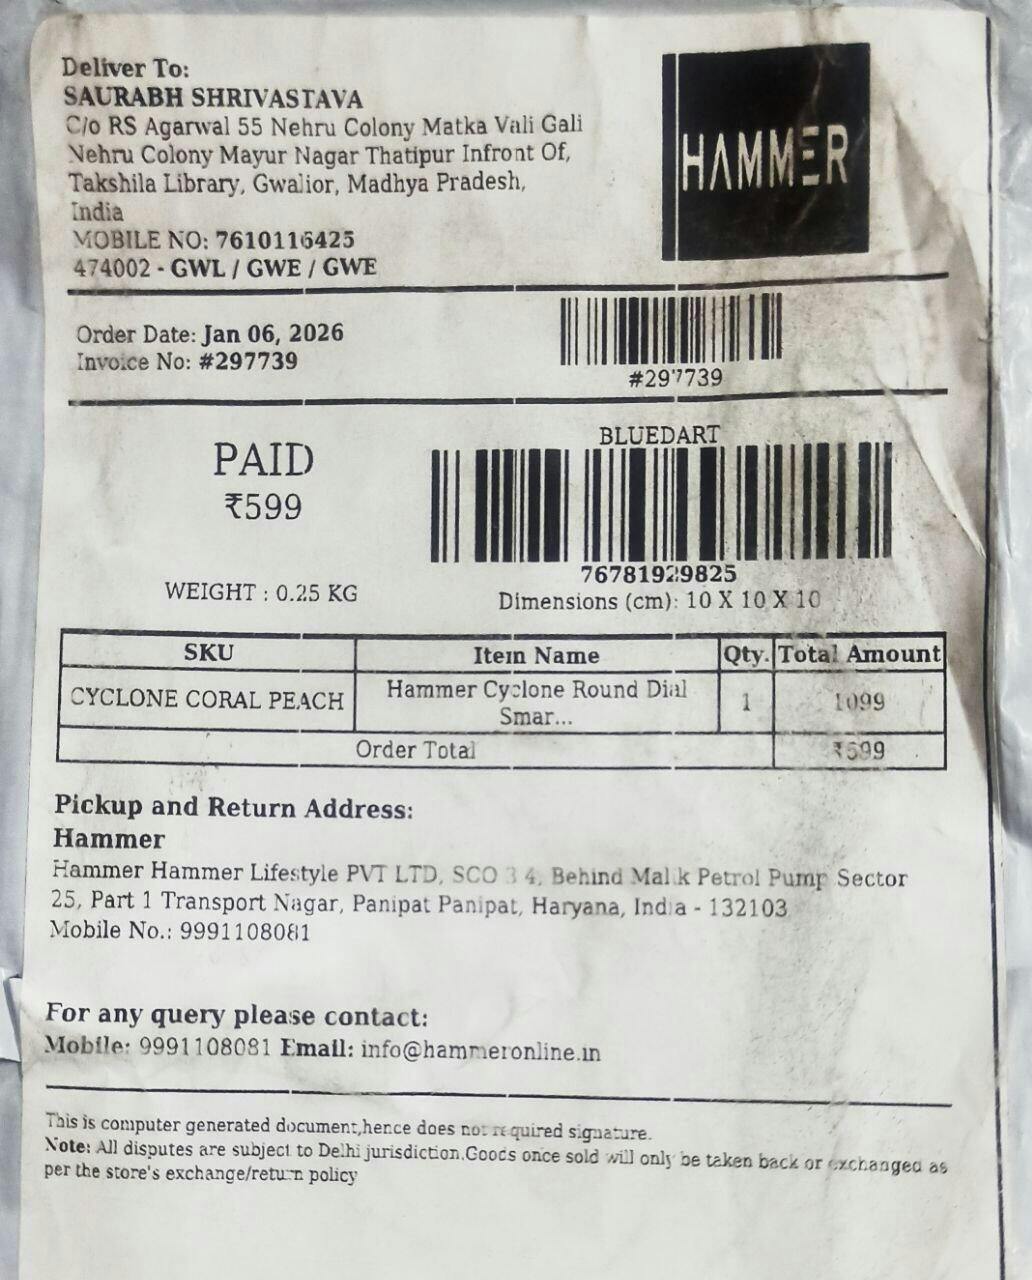 Deliver To:
SAURABH SHRIVASTAVA
C/o RS Agarwal 55 Nehru Colony Matka Vali Gali
Nehru Colony Mayur Nagar Thatipur Infront Of,
Takshila Library, Gwalior, Madhya Pradesh,
India
MOBILE NO: 7610116425
474002 - GWL / GWE / GWE
HAMMER
Order Date: Jan 06, 2026
Invoice No: #297739
#297739
PAID
₹599
WEIGHT : 0.25 KG
BLUEDART
76781929825
Dimensions (cm): 10 X 10 X 10
SKU Item Name Qty. Total Amount
CYCLONE CORAL PEACH Hammer Cyclone Round Dial Smar... 1 1099
Order Total ₹599
Pickup and Return Address:
Hammer
Hammer Hammer Lifestyle PVT LTD, SCO 3 4, Behind Malik Petrol Pump Sector
25, Part 1 Transport Nagar, Panipat Panipat, Haryana, India - 132103
Mobile No.: 9991108081
For any query please contact:
Mobile: 9991108081 Email: info@hammeronline.in
This is computer generated document,hence does not required signature.
Note: All disputes are subject to Delhi jurisdiction.Goods once sold will only be taken back or exchanged as
per the store's exchange/return policy